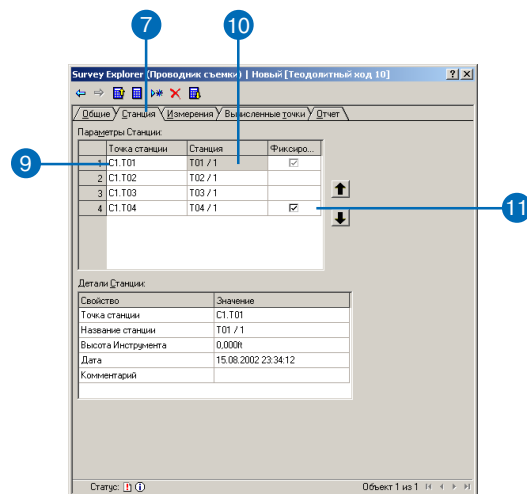 7
10
Survey Explorer (Проводник съемки) | Новый [Теодолитный ход 10]
Общие Станция Измерения Вычисленные точки Отчет
Параметры Станции:
Точка станции Станция Фиксиро...
9
1 C1.T01 T01 / 1
2 C1.T02 T02 / 1
3 C1.T03 T03 / 1
4 C1.T04 T04 / 1
11
Детали Станции:
Свойство Значение
Точка станции C1.T01
Название станции T01 / 1
Высота Инструмента 0,000ft
Дата 15.08.2002 23:34:12
Комментарий
Статус: Объект 1 из 1